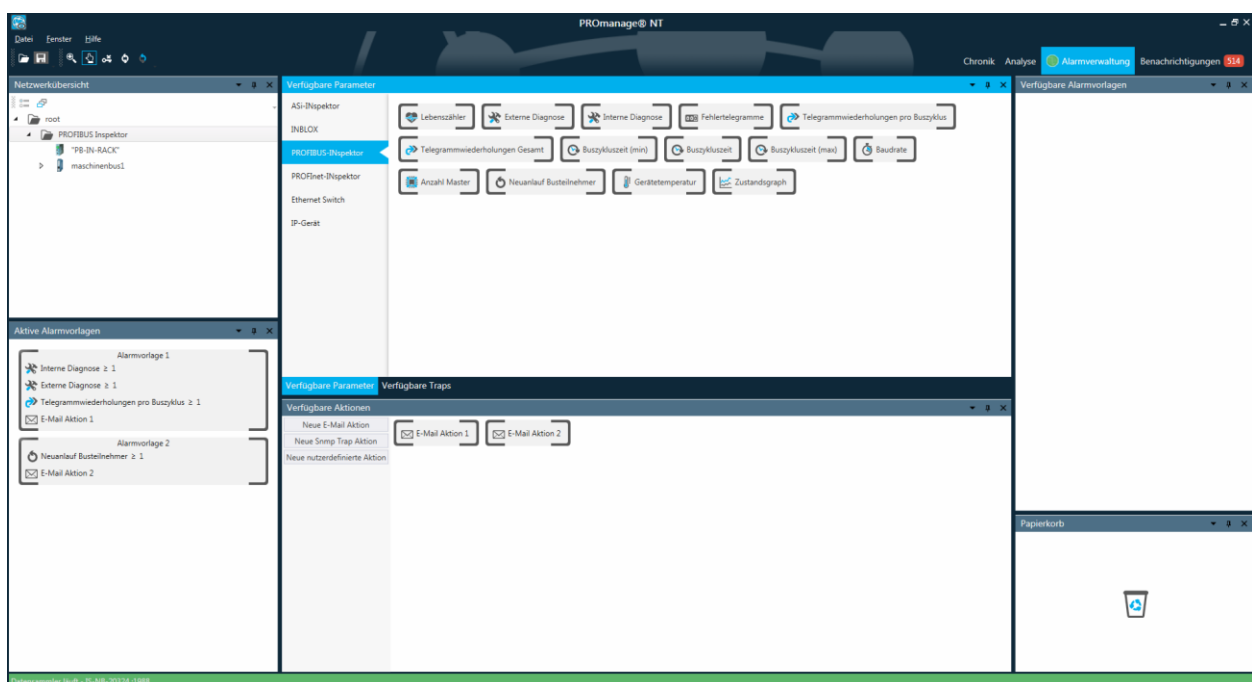 PROmanage® NT
Datei Fenster Hilfe
Chronik Analyse Alarmverwaltung Benachrichtigungen 514
Netzwerkübersicht
root
PROFIBUS Inspektor
"PB-IN-RACK"
maschinenbus1
Aktive Alarmvorlagen
Alarmvorlage 1
Interne Diagnose ≥ 1
Externe Diagnose ≥ 1
Telegrammwiederholungen pro Buszyklus ≥ 1
E-Mail Aktion 1
Alarmvorlage 2
Neuanlauf Busteilnehmer ≥ 1
E-Mail Aktion 2
Verfügbare Parameter
ASi-INspektor
INBLOX
PROFIBUS-INspektor
PROFInet-INspektor
Ethernet Switch
IP-Gerät
Lebenszähler Externe Diagnose Interne Diagnose Fehlertelegramme Telegrammwiederholungen pro Buszyklus
Telegrammwiederholungen Gesamt Buszykluszeit (min) Buszykluszeit Buszykluszeit (max) Baudrate
Anzahl Master Neuanlauf Busteilnehmer Gerätetemperatur Zustandsgraph
Verfügbare Parameter Verfügbare Traps
Verfügbare Aktionen
Neue E-Mail Aktion
Neue Snmp Trap Aktion
Neue nutzerdefinierte Aktion
E-Mail Aktion 1 E-Mail Aktion 2
Verfügbare Alarmvorlagen
Papierkorb